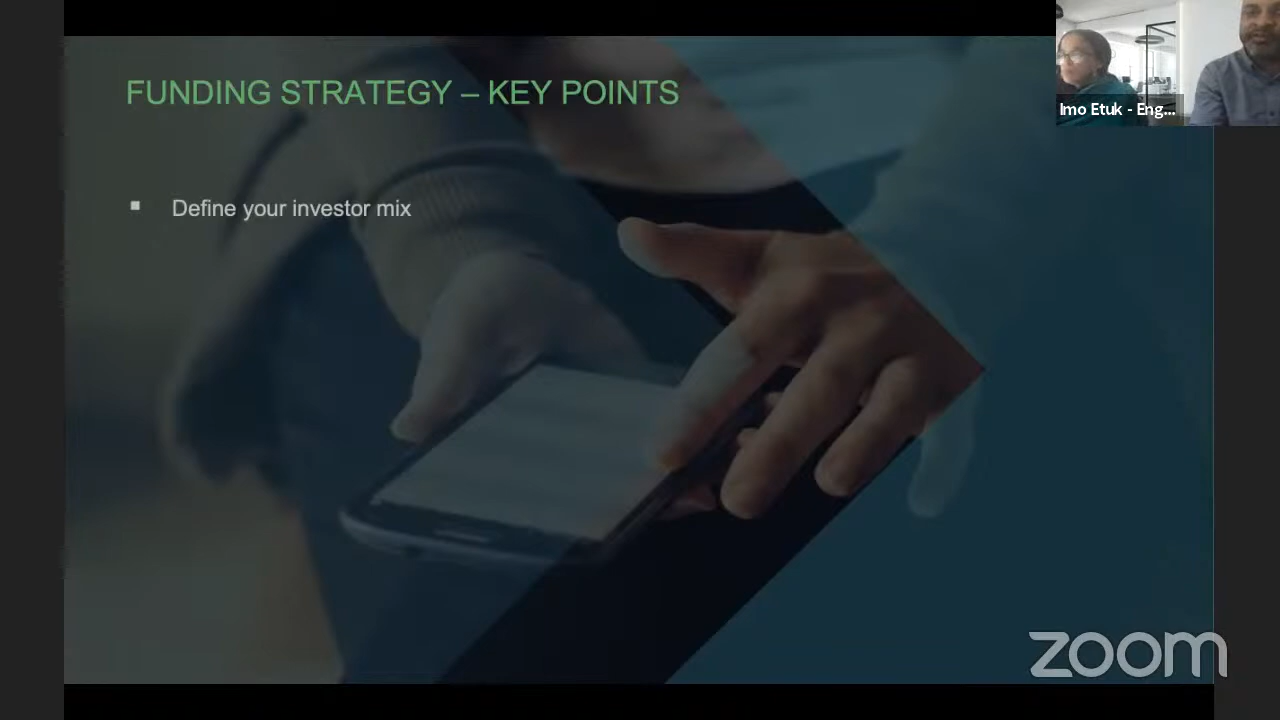 FUNDING STRATEGY – KEY POINTS
Imo Etuk - Eng...
▪ Define your investor mix
zoom